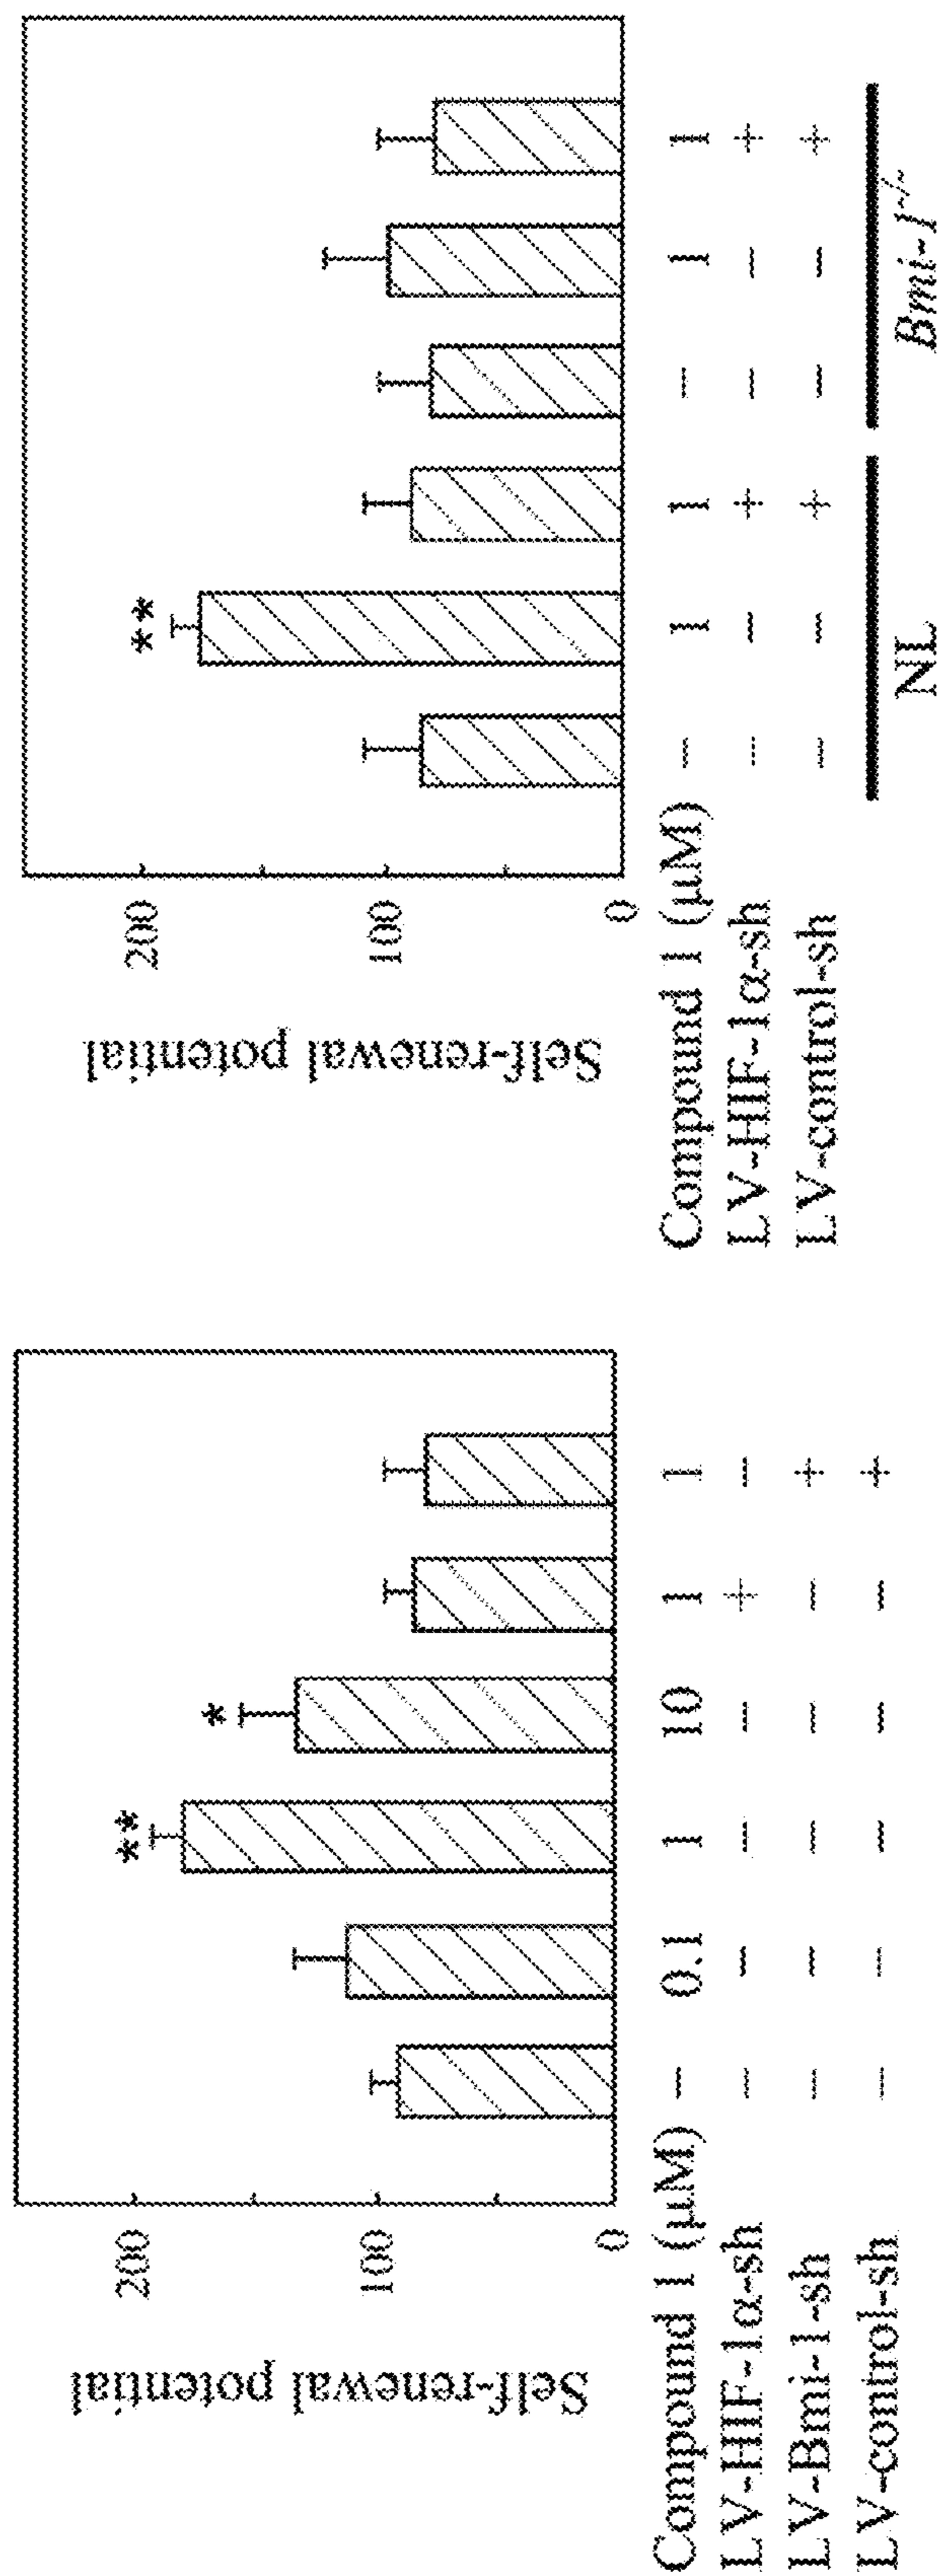 Self-renewal potential
200
100
0
** *
Compound 1 (μM) − 0.1 1 10 1 1
LV-HIF-1α-sh − − − − + −
LV-Bmi-1-sh − − − − − +
LV-control-sh − − − − − +
Self-renewal potential
200
100
0
**
Compound 1 (μM) − 1 1 − 1 1
LV-HIF-1α-sh − − + − − +
LV-control-sh − − + − − +
NL Bmi-1-/-